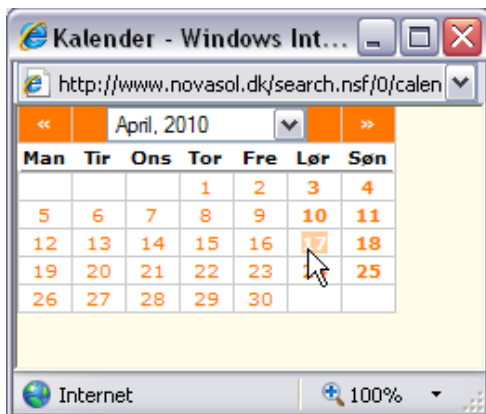 Kalender - Windows Int...
http://www.novasol.dk/search.nsf/0/calen
« April, 2010 »
Man Tir Ons Tor Fre Lør Søn
1 2 3 4
5 6 7 8 9 10 11
12 13 14 15 16 17 18
19 20 21 22 23 25
26 27 28 29 30
Internet 100%